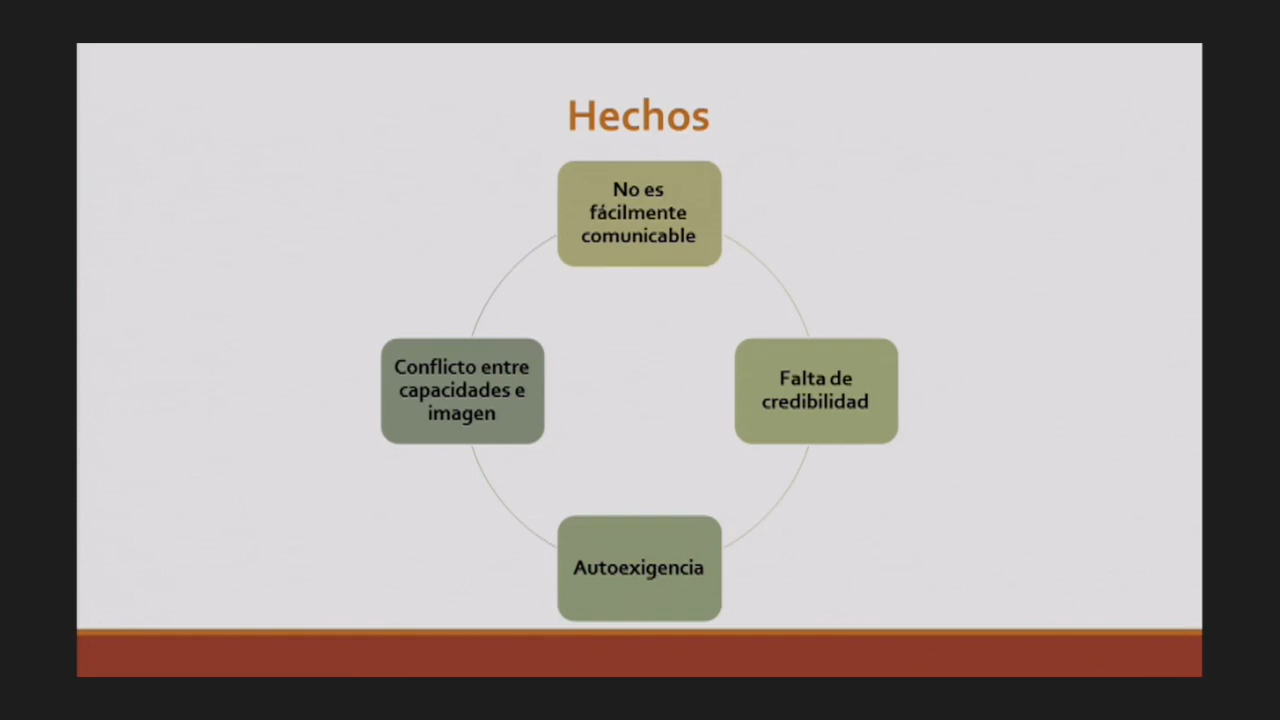 Hechos
No es
fácilmente
comunicable
Conflicto entre
capacidades e
imagen
Falta de
credibilidad
Autoexigencia